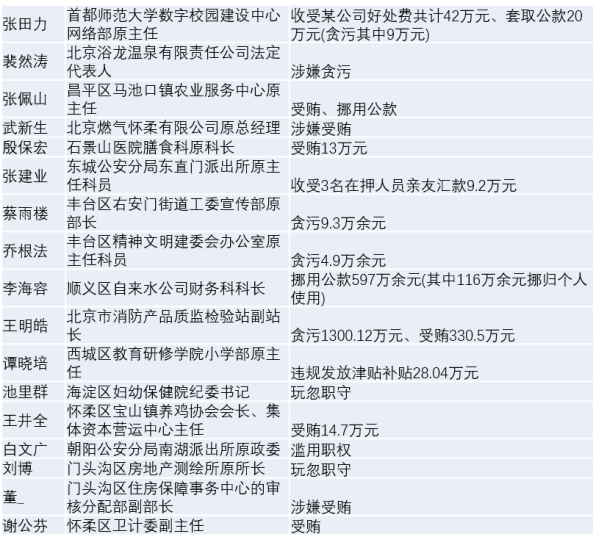 张田力
首都师范大学数字校园建设中心
网络部原主任
收受某公司好处费共计42万元、套取公款20
万元(贪污其中9万元)
裴然涛
北京浴龙温泉有限责任公司法定
代表人
涉嫌贪污
张佩山
昌平区马池口镇农业服务中心原
主任
受贿、挪用公款
武新生
北京燃气怀柔有限公司原总经理
涉嫌受贿
殷保宏
石景山医院膳食科原科长
受贿13万元
张建业
东城公安分局东直门派出所原主
任科员
收受3名在押人员亲友汇款9.2万元
蔡雨楼
丰台区右安门街道工委宣传部原
部长
贪污9.3万余元
乔根法
丰台区精神文明建委会办公室原
主任科员
贪污4.9万余元
李海容
顺义区自来水公司财务科科长
挪用公款597万余元(其中116万余元挪归个人
使用)
王明皓
北京市消防产品质监检验站副站
长
贪污1300.12万元、受贿330.5万元
谭晓培
西城区教育研修学院小学部原主
任
违规发放津贴补贴28.04万元
池里群
海淀区妇幼保健院纪委书记
玩忽职守
王井全
怀柔区宝山镇养鸡协会会长、集
体资本营运中心主任
受贿14.7万元
白文广
朝阳公安分局南湖派出所原政委
滥用职权
刘博
门头沟区房地产测绘所原所长
玩忽职守
董_
门头沟区住房保障事务中心的审
核分配部副部长
涉嫌受贿
谢公芬
怀柔区卫计委副主任
受贿